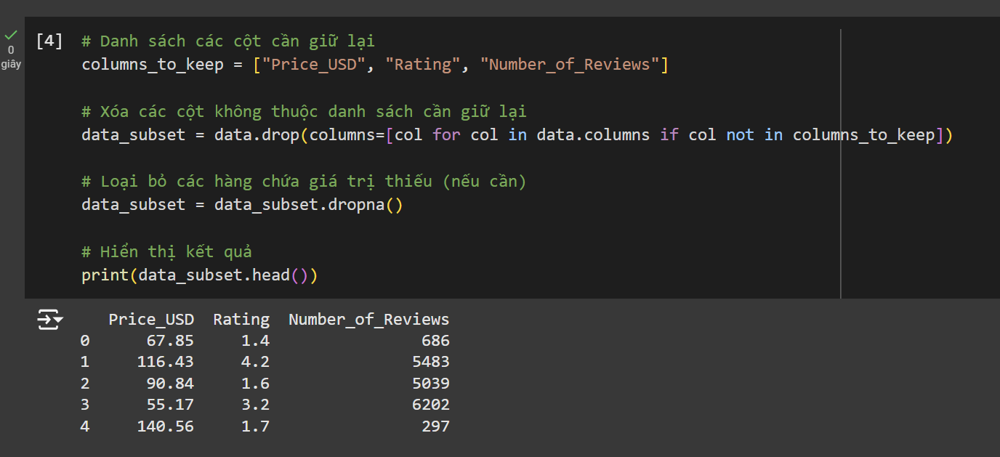 [4] # Danh sách các cột cần giữ lại
0
giây
columns_to_keep = ["Price_USD", "Rating", "Number_of_Reviews"]
# Xóa các cột không thuộc danh sách cần giữ lại
data_subset = data.drop(columns=[col for col in data.columns if col not in columns_to_keep])
# Loại bỏ các hàng chứa giá trị thiếu (nếu cần)
data_subset = data_subset.dropna()
# Hiển thị kết quả
print(data_subset.head())
Price_USD Rating Number_of_Reviews
0 67.85 1.4 686
1 116.43 4.2 5483
2 90.84 1.6 5039
3 55.17 3.2 6202
4 140.56 1.7 297